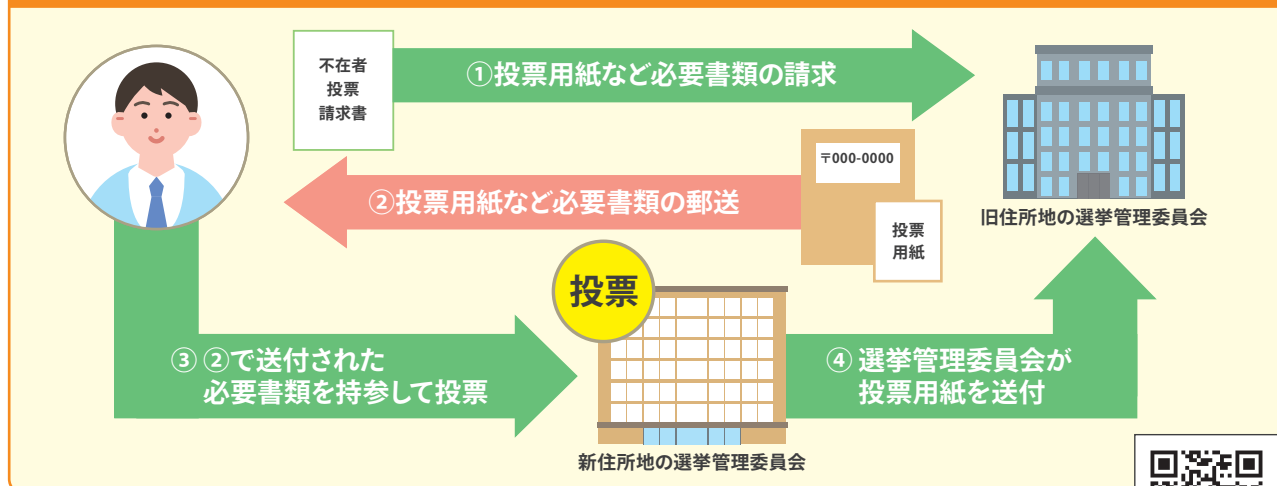 不在者
投票
請求書
①投票用紙など必要書類の請求
〒000-0000
②投票用紙など必要書類の郵送
投票
用紙
旧住所地の選挙管理委員会
投票
③ ②で送付された
必要書類を持参して投票
④ 選挙管理委員会が
投票用紙を送付
新住所地の選挙管理委員会